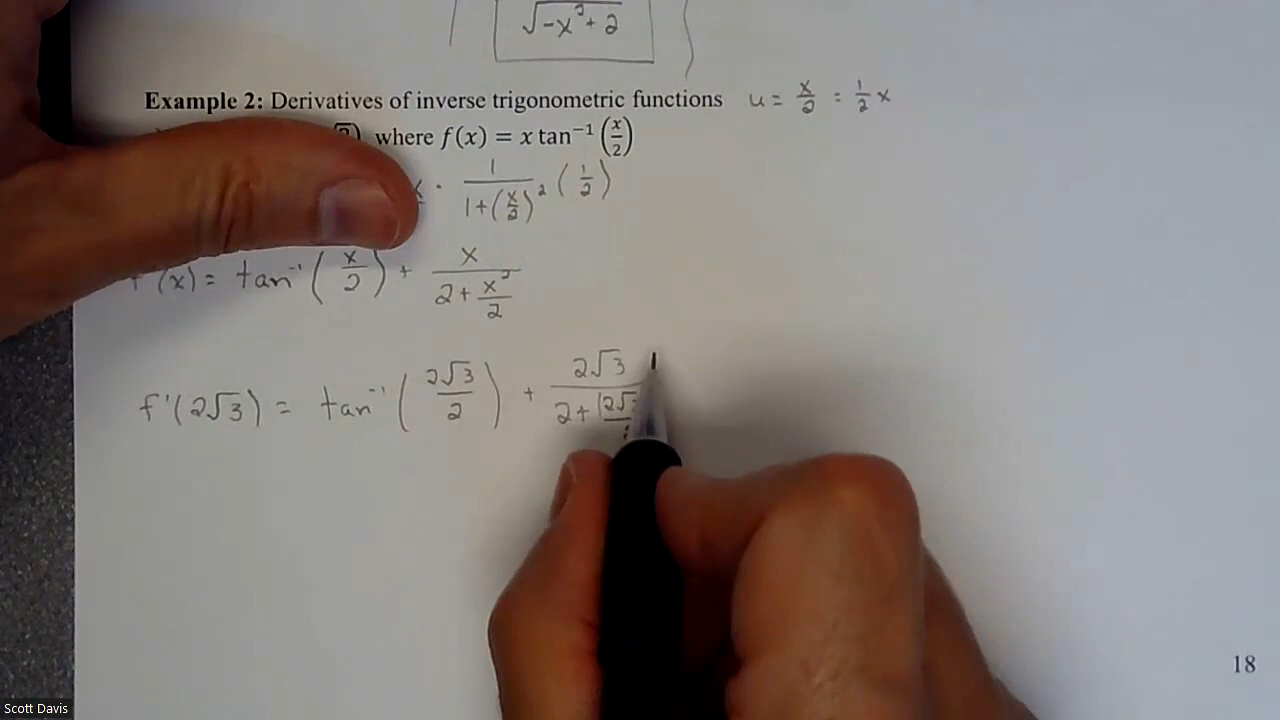 √-x²+2
Example 2: Derivatives of inverse trigonometric functions u = x/2 = 1/2 x
where f(x) = x tan⁻¹(x/2)
· 1/(1+(x/2)²) (1/2)
(x) = tan⁻¹(x/2) + x/(2+x²/2)
f'(2√3) = tan⁻¹(2√3/2) + 2√3/(2+(2√
18
Scott Davis